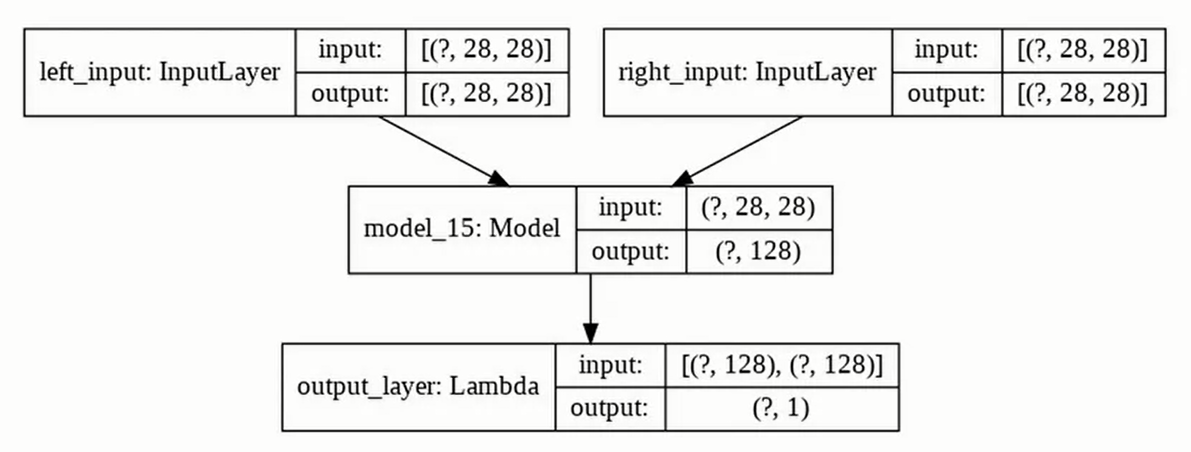 left_input: InputLayer
input:
[(?, 28, 28)]
output:
[(?, 28, 28)]
right_input: InputLayer
input:
[(?, 28, 28)]
output:
[(?, 28, 28)]
model_15: Model
input:
(?, 28, 28)
output:
(?, 128)
output_layer: Lambda
input:
[(?, 128), (?, 128)]
output:
(?, 1)